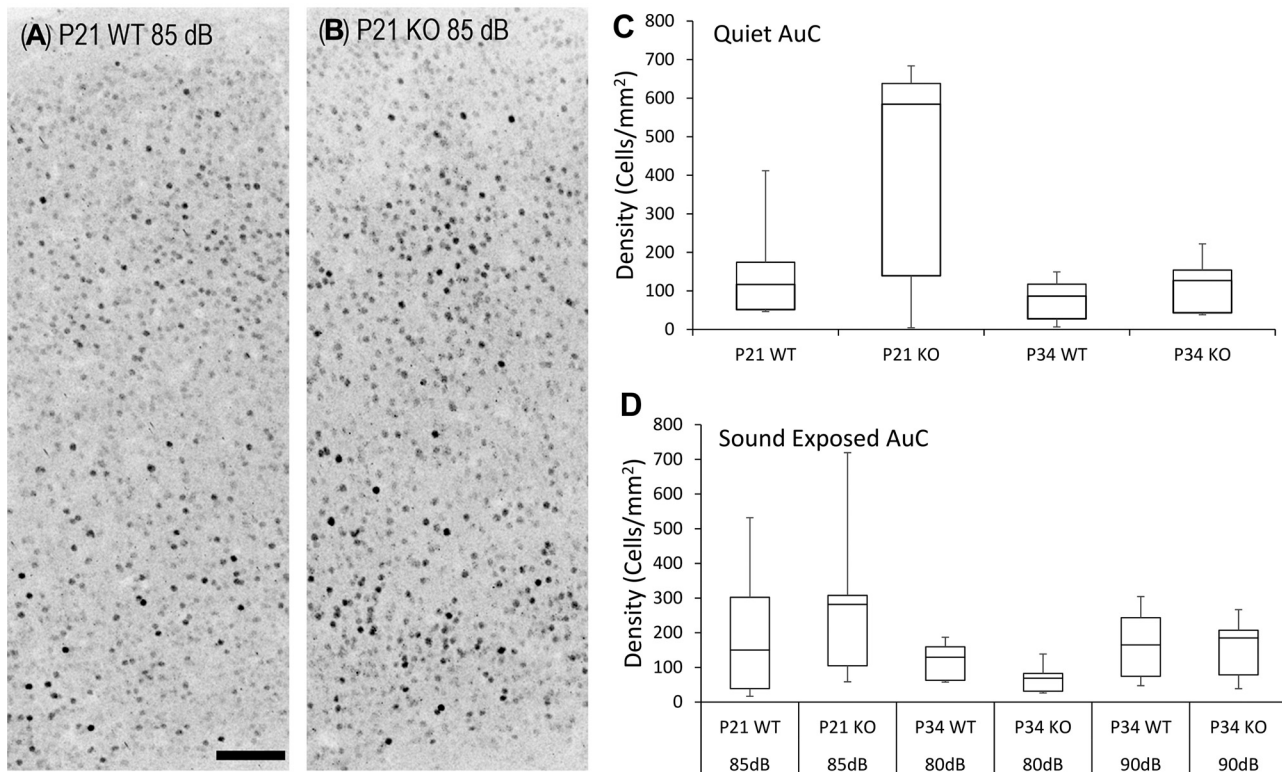 (A) P21 WT 85 dB
(B) P21 KO 85 dB
C
Quiet AuC
Density (Cells/mm²)
800
700
600
500
400
300
200
100
0
P21 WT P21 KO P34 WT P34 KO
D
Sound Exposed AuC
Density (Cells/mm²)
800
700
600
500
400
300
200
100
0
P21 WT P21 KO P34 WT P34 KO P34 WT P34 KO
85dB 85dB 80dB 80dB 90dB 90dB